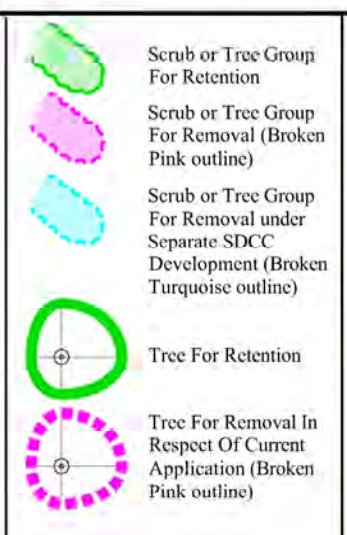 Scrub or Tree Group
For Retention
Scrub or Tree Group
For Removal (Broken
Pink outline)
Scrub or Tree Group
For Removal under
Separate SDCC
Development (Broken
Turquoise outline)
Tree For Retention
Tree For Removal In
Respect Of Current
Application (Broken
Pink outline)